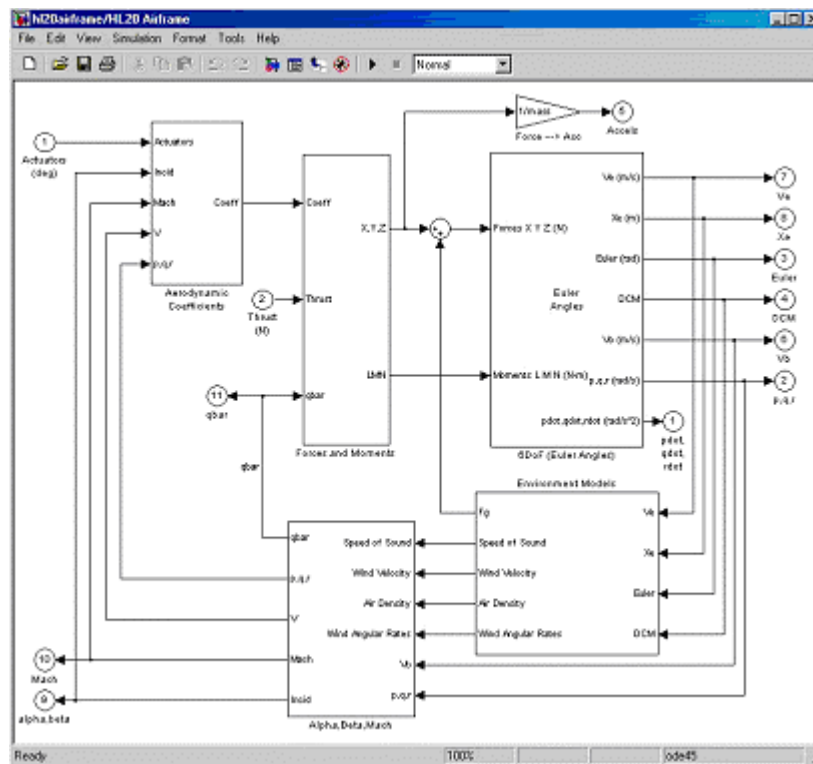 hl20airframe/HL20 Airframe
File Edit View Simulation Format Tools Help
Normal
1/mass
5
Force ---> Acc
Accels
1
Actuators
(deg)
Actuators
Incid
Mach
V
p,q,r
Coeff
Aerodynamic
Coefficients
2
Thrust
(N)
Coeff
Thrust
qbar
X,Y,Z
LMN
Forces and Moments
11
qbar
qbar
Forces X Y Z (N)
Moments L M N (N-m)
Euler
Angles
Ve (m/s)
Xe (m)
Euler (rad)
DCM
Vb (m/s)
p,q,r (rad/s)
pdot,qdot,rdot (rad/s^2)
6DoF (Euler Angles)
7
Ve
Xe
3
Euler
4
DCM
Vb
2
p,q,r
1
pdot,
qdot,
rdot
Environment Models
Fg
Speed of Sound
Wind Velocity
Air Density
Wind Angular Rates
Ve
Xe
Euler
DCM
qbar
p,q,r
V
Mach
Incid
Speed of Sound
Wind Velocity
Air Density
Wind Angular Rates
Vb
p,q,r
Alpha,Beta,Mach
10
Mach
9
alpha,beta
Ready
100%
ode45